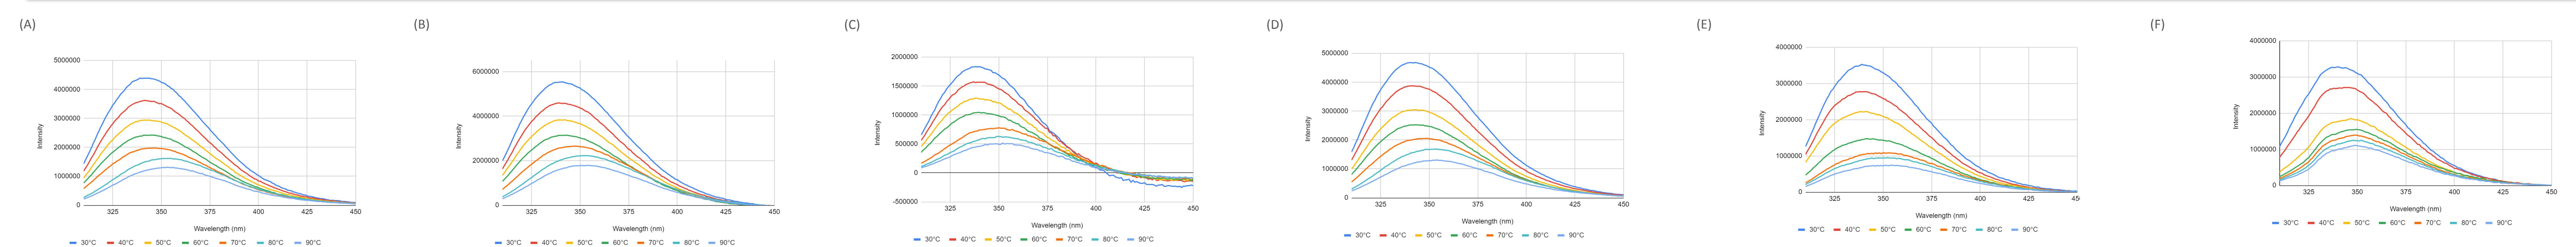 (A)
5000000
4000000
3000000
2000000
1000000
0
Intensity
325 350 375 400 425 450
Wavelength (nm)
30°C 40°C 50°C 60°C 70°C 80°C 90°C
(B)
6000000
4000000
2000000
0
Intensity
325 350 375 400 425 450
Wavelength (nm)
30°C 40°C 50°C 60°C 70°C 80°C 90°C
(C)
2000000
1500000
1000000
500000
0
-500000
Intensity
325 350 375 400 425 450
Wavelength (nm)
30°C 40°C 50°C 60°C 70°C 80°C 90°C
(D)
5000000
4000000
3000000
2000000
1000000
0
Intensity
325 350 375 400 425 450
Wavelength (nm)
30°C 40°C 50°C 60°C 70°C 80°C 90°C
(E)
4000000
3000000
2000000
1000000
0
Intensity
325 350 375 400 425 45
Wavelength (nm)
30°C 40°C 50°C 60°C 70°C 80°C 90°C
(F)
4000000
3000000
2000000
1000000
0
Intensity
325 350 375 400 425 450
Wavelength (nm)
30°C 40°C 50°C 60°C 70°C 80°C 90°C